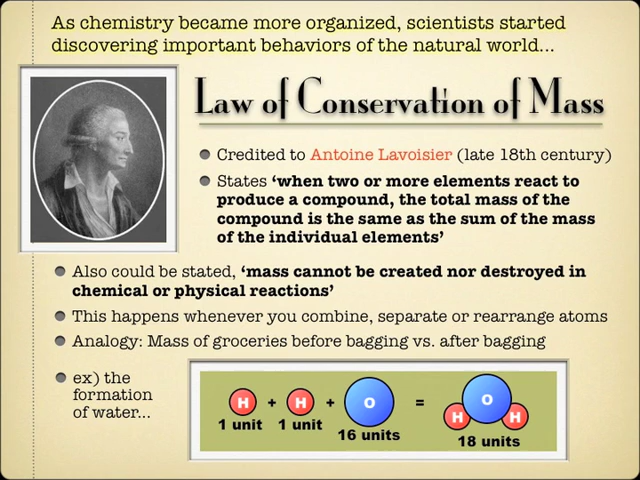 As chemistry became more organized, scientists started
discovering important behaviors of the natural world...
Law of Conservation of Mass
Credited to Antoine Lavoisier (late 18th century)
States ‘when two or more elements react to
produce a compound, the total mass of the
compound is the same as the sum of the mass
of the individual elements’
Also could be stated, ‘mass cannot be created nor destroyed in
chemical or physical reactions’
This happens whenever you combine, separate or rearrange atoms
Analogy: Mass of groceries before bagging vs. after bagging
ex) the
formation
of water...
H + H + O = H O H
1 unit 1 unit 16 units 18 units